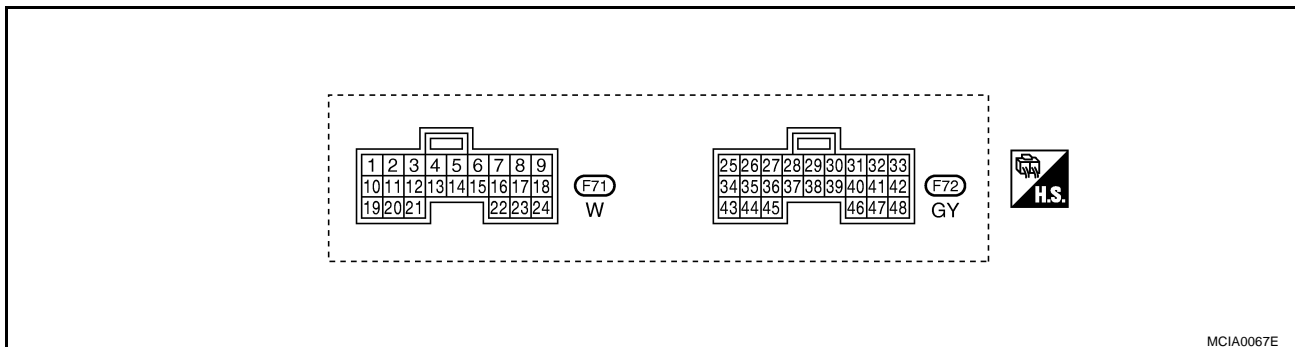 1 2 3 4 5 6 7 8 9
10 11 12 13 14 15 16 17 18
19 20 21 22 23 24
F71
W
25 26 27 28 29 30 31 32 33
34 35 36 37 38 39 40 41 42
43 44 45 46 47 48
F72
GY
H.S.
MCIA0067E